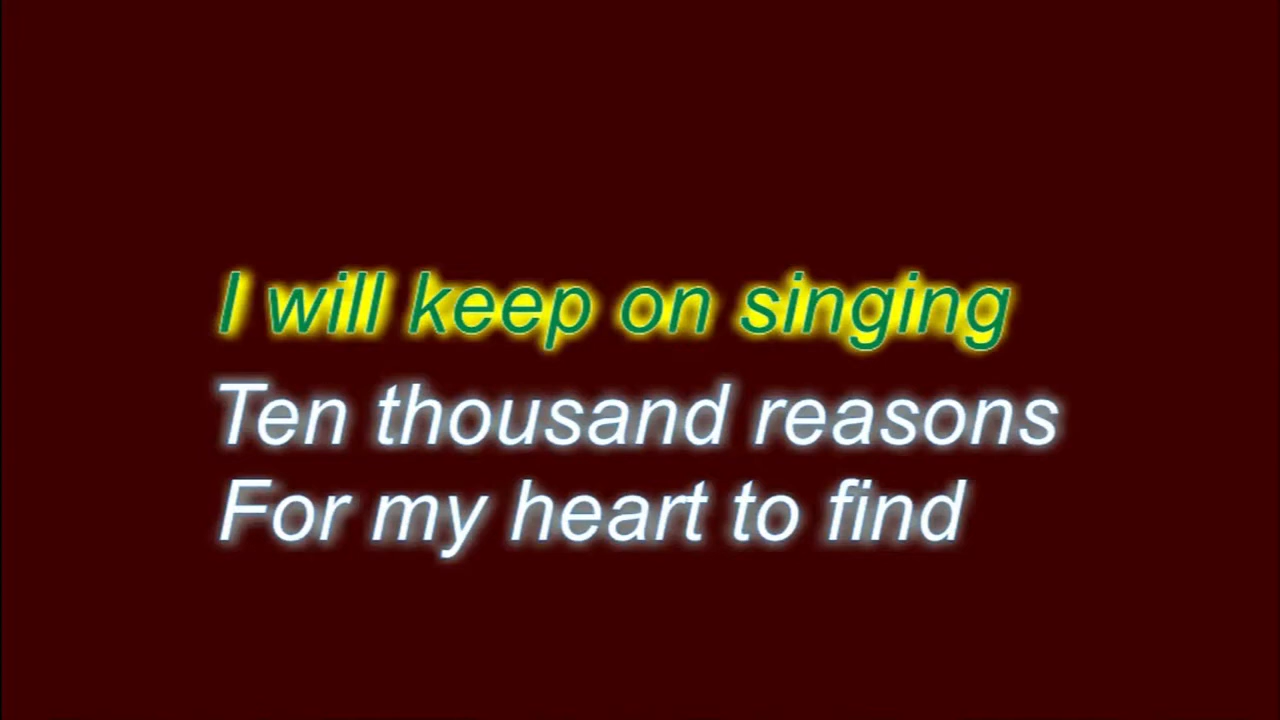 I will keep on singing
Ten thousand reasons
For my heart to find